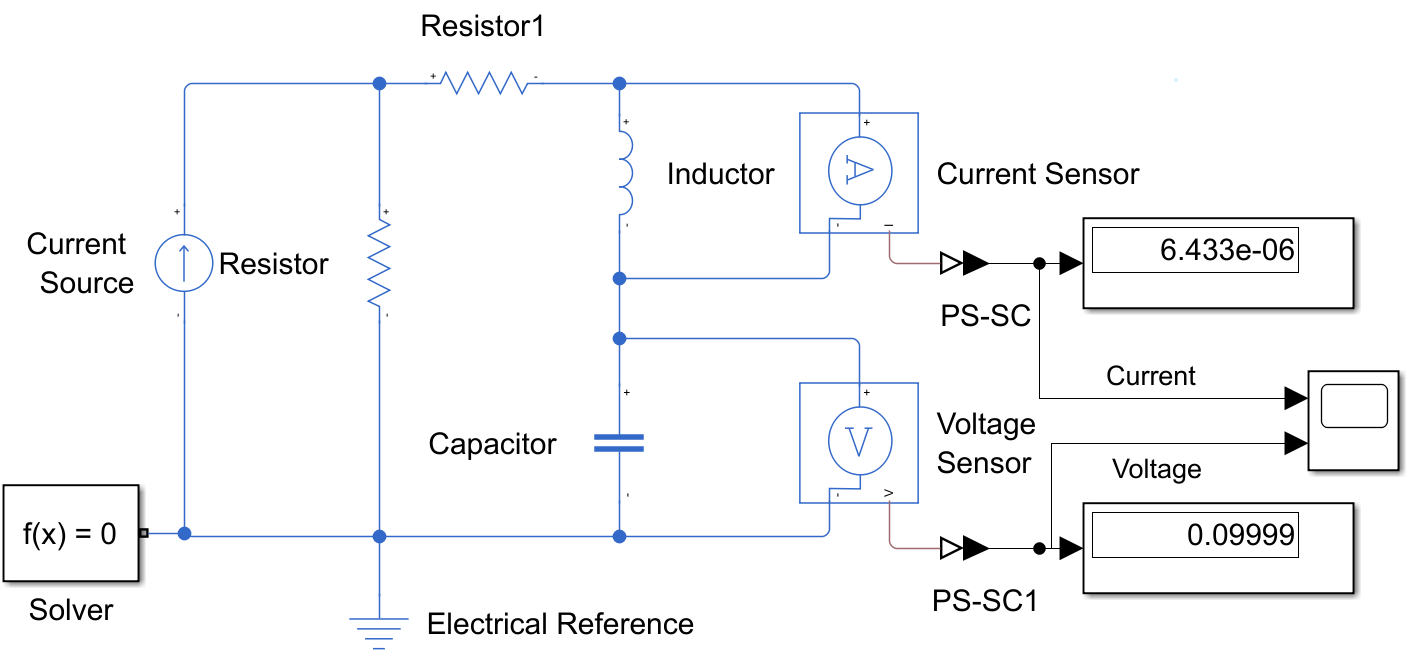 Resistor1
Inductor
Current Sensor
Current
Source
Resistor
6.433e-06
PS-SC
Current
Capacitor
Voltage
Sensor
Voltage
f(x) = 0
0.09999
Solver
Electrical Reference
PS-SC1
+
-
+
-
+
-
+
-
+
-
+
-
I
A
+
-
V
V